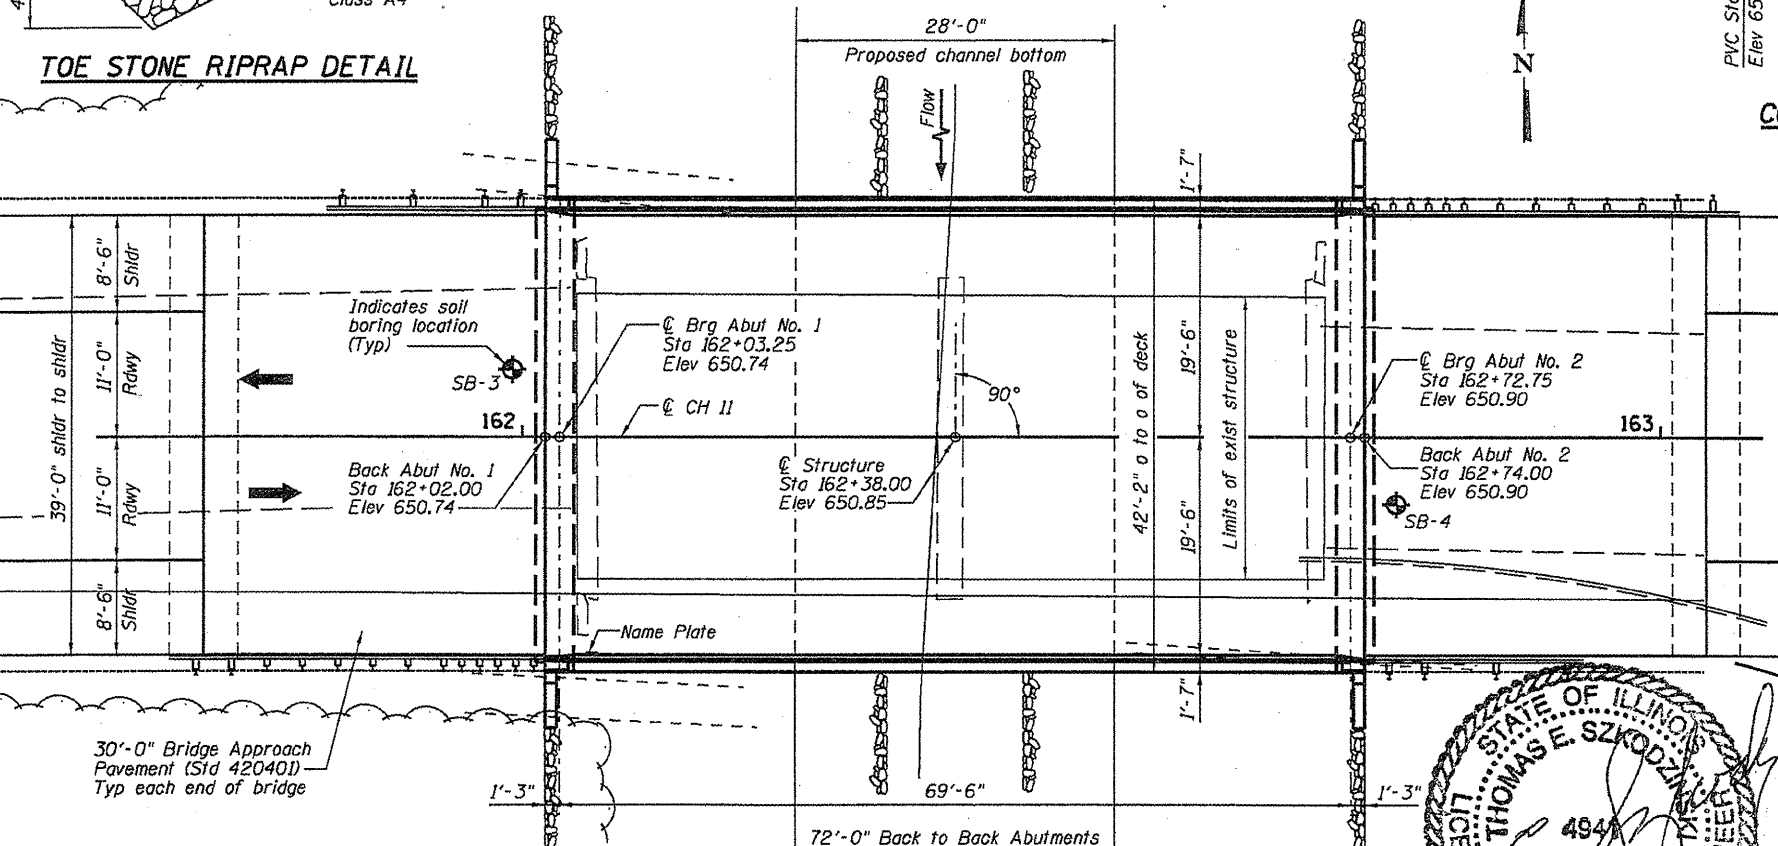 Class A4
TOE STONE RIPRAP DETAIL
28'-0"
Proposed channel bottom
Flow
N
PVC Sta
Elev 65
1'-7"
39'-0" shldr to shldr
8'-6"
Shldr
11'-0"
Rdwy
11'-0"
Rdwy
8'-6"
Shldr
Indicates soil
boring location
(Typ)
SB-3
162
℄ Brg Abut No. 1
Sta 162+03.25
Elev 650.74
℄ CH 11
Back Abut No. 1
Sta 162+02.00
Elev 650.74
℄ Structure
Sta 162+38.00
Elev 650.85
90°
42'-2" o to o of deck
19'-6"
19'-6"
Limits of exist structure
℄ Brg Abut No. 2
Sta 162+72.75
Elev 650.90
163
Back Abut No. 2
Sta 162+74.00
Elev 650.90
SB-4
Name Plate
1'-7"
30'-0" Bridge Approach
Pavement (Std 420401)
Typ each end of bridge
1'-3"
69'-6"
1'-3"
72'-0" Back to Back Abutments
STATE OF ILLINOIS
THOMAS E. SZKODZINSKI
494